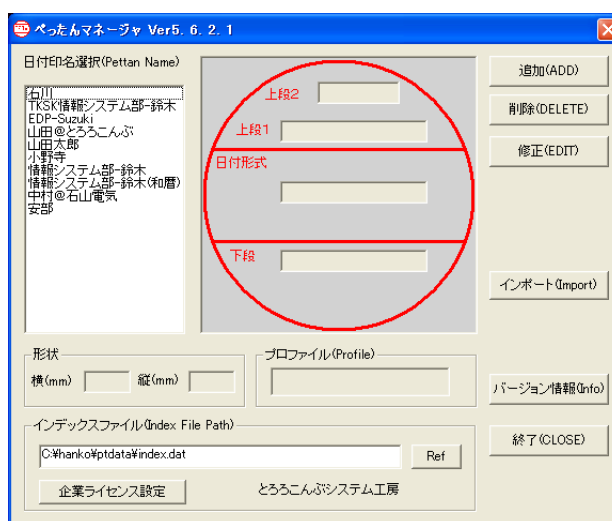 ぺったんマネージャ Ver5. 6. 2. 1
日付印名選択(Pettan Name)
石川
TKSK情報システム部-鈴木
EDP-Suzuki
山田@とろろこんぶ
山田太郎
小野寺
情報システム部-鈴木
情報システム部-鈴木(和暦)
中村@石山電気
安部
上段2
上段1
日付形式
下段
追加(ADD)
削除(DELETE)
修正(EDIT)
インポート(Import)
バージョン情報(Info)
終了(CLOSE)
形状
横(mm)
縦(mm)
プロファイル(Profile)
インデックスファイル(Index File Path)
C:¥hanko¥ptdata¥index.dat
Ref
企業ライセンス設定
とろろこんぶシステム工房